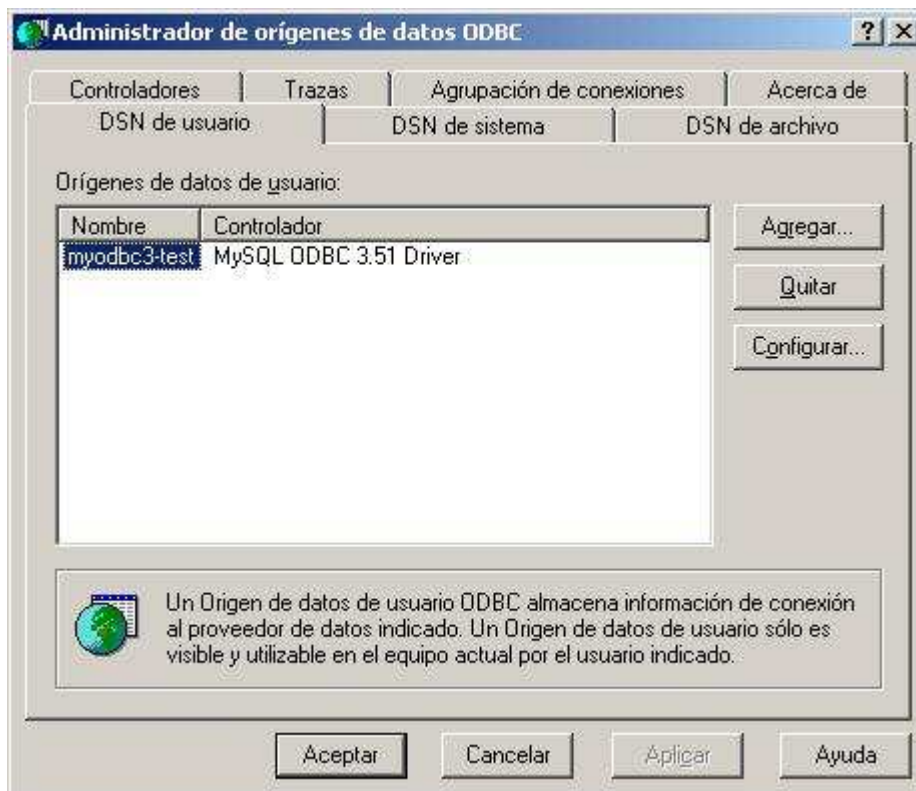 Administrador de orígenes de datos ODBC
Controladores Trazas Agrupación de conexiones Acerca de
DSN de usuario DSN de sistema DSN de archivo
Orígenes de datos de usuario:
Nombre Controlador
myodbc3-test MySQL ODBC 3.51 Driver
Agregar...
Quitar
Configurar...
Un Origen de datos de usuario ODBC almacena información de conexión
al proveedor de datos indicado. Un Origen de datos de usuario sólo es
visible y utilizable en el equipo actual por el usuario indicado.
Aceptar Cancelar Aplicar Ayuda